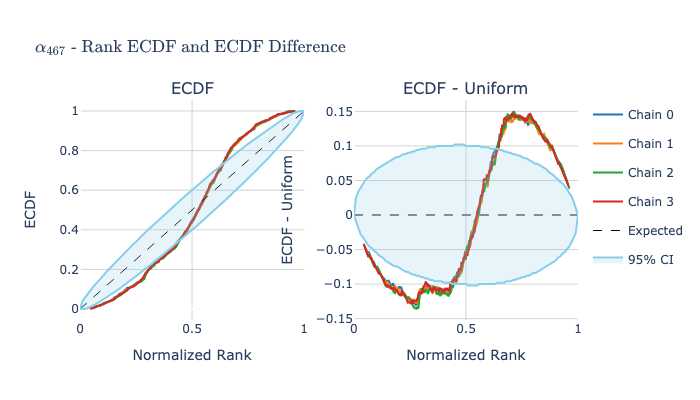 α467 - Rank ECDF and ECDF Difference
ECDF
ECDF - Uniform
ECDF
1
0.8
0.6
0.4
0.2
0
0
0.5
1
Normalized Rank
ECDF - Uniform
0.15
0.1
0.05
0
−0.05
−0.1
−0.15
0
0.5
1
Normalized Rank
Chain 0
Chain 1
Chain 2
Chain 3
Expected
95% CI